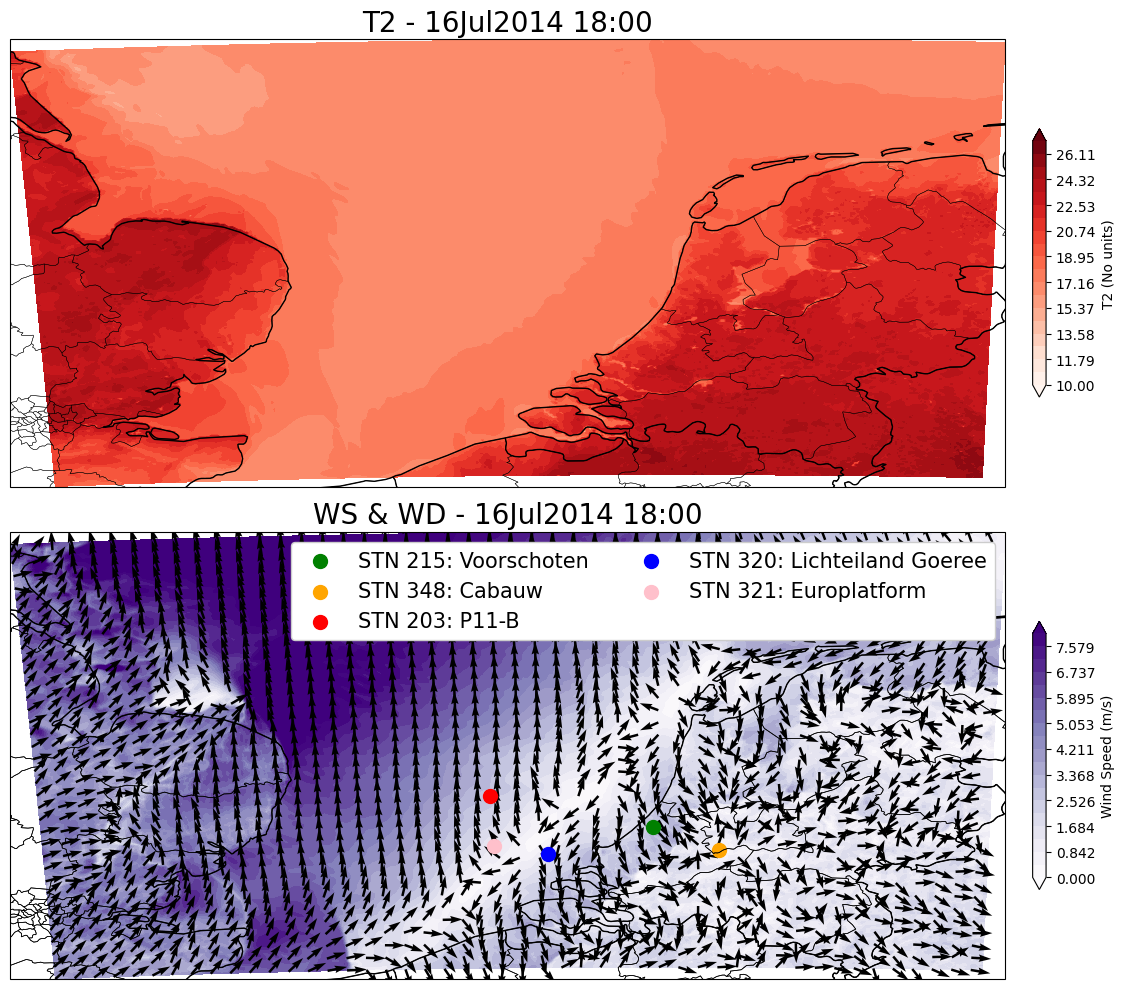 T2 - 16Jul2014 18:00
26.11
24.32
22.53
20.74
18.95
17.16
15.37
13.58
11.79
10.00
T2 (No units)
WS & WD - 16Jul2014 18:00
STN 215: Voorschoten
STN 348: Cabauw
STN 203: P11-B
STN 320: Lichteiland Goeree
STN 321: Europlatform
7.579
6.737
5.895
5.053
4.211
3.368
2.526
1.684
0.842
0.000
Wind Speed (m/s)